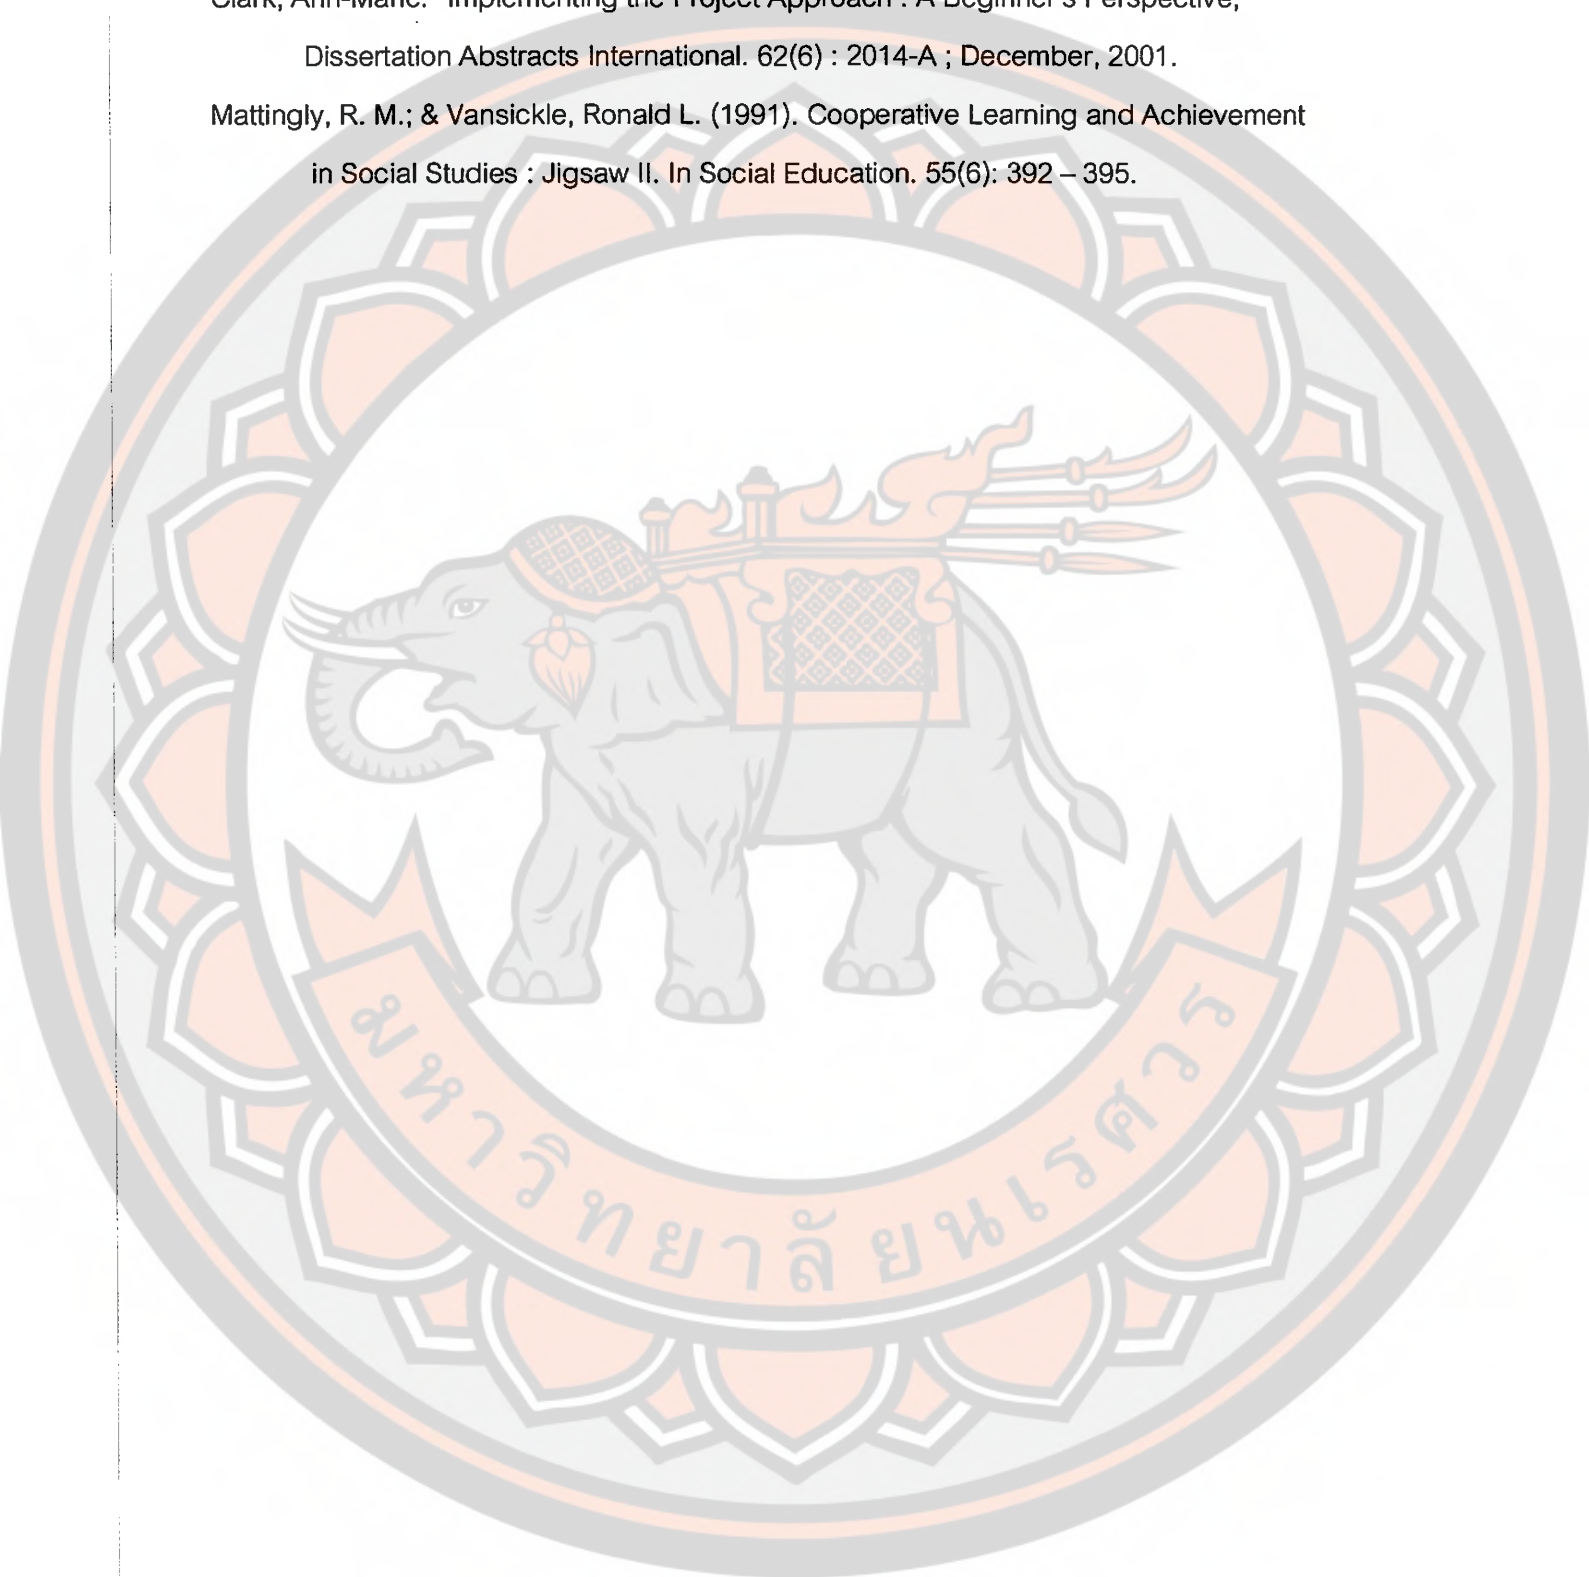 Clark, Ann-Marie. "Implementing the Project Approach : A Beginner's Perspective,"
Dissertation Abstracts International. 62(6) : 2014-A ; December, 2001.
Mattingly, R. M.; & Vansickle, Ronald L. (1991). Cooperative Learning and Achievement
in Social Studies : Jigsaw II. In Social Education. 55(6): 392 – 395.
มหาวิทยาลัยนเรศวร